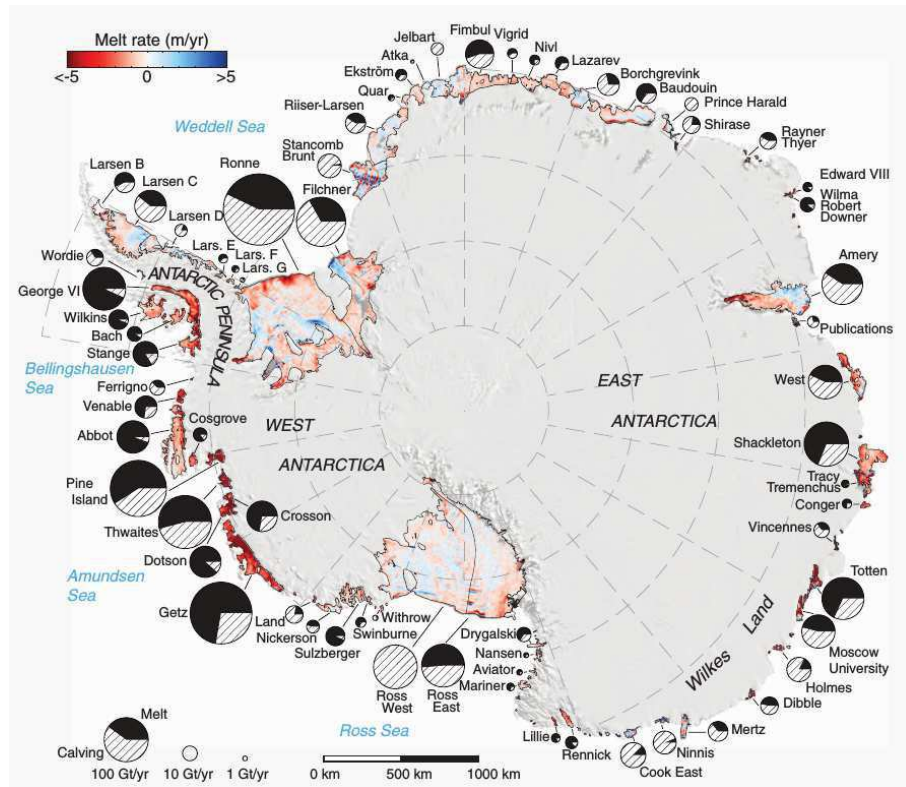 Melt rate (m/yr)
<-5
0
>5
Jelbart
Fimbul
Vigrid
Nivl
Lazarev
Borchgrevink
Baudouin
Prince Harald
Shirase
Rayner
Thyer
Edward VIII
Wilma
Robert
Downer
Amery
Publications
West
Shackleton
Tracy
Tremenchus
Conger
Vincennes
Totten
Moscow
University
Holmes
Dibble
Mertz
Ninnis
Cook East
Rennick
Lillie
Mariner
Aviator
Nansen
Drygalski
Ross
East
Ross
West
Withrow
Swinburne
Sulzberger
Nickerson
Land
Getz
Dotson
Crosson
Thwaites
Pine
Island
Cosgrove
Abbot
Venable
Ferrigno
Stange
Bach
Wilkins
George VI
Wordie
Larsen B
Larsen C
Larsen D
Lars. E
Lars. F
Lars. G
Ronne
Filchner
Stancomb
Brunt
Riiser-Larsen
Quar
Ekström
Atka
Weddell Sea
Bellingshausen
Sea
Amundsen
Sea
Ross Sea
ANTARCTIC
PENINSULA
WEST
ANTARCTICA
EAST
ANTARCTICA
Wilkes Land
Melt
Calving
100 Gt/yr
10 Gt/yr
1 Gt/yr
0 km
500 km
1000 km